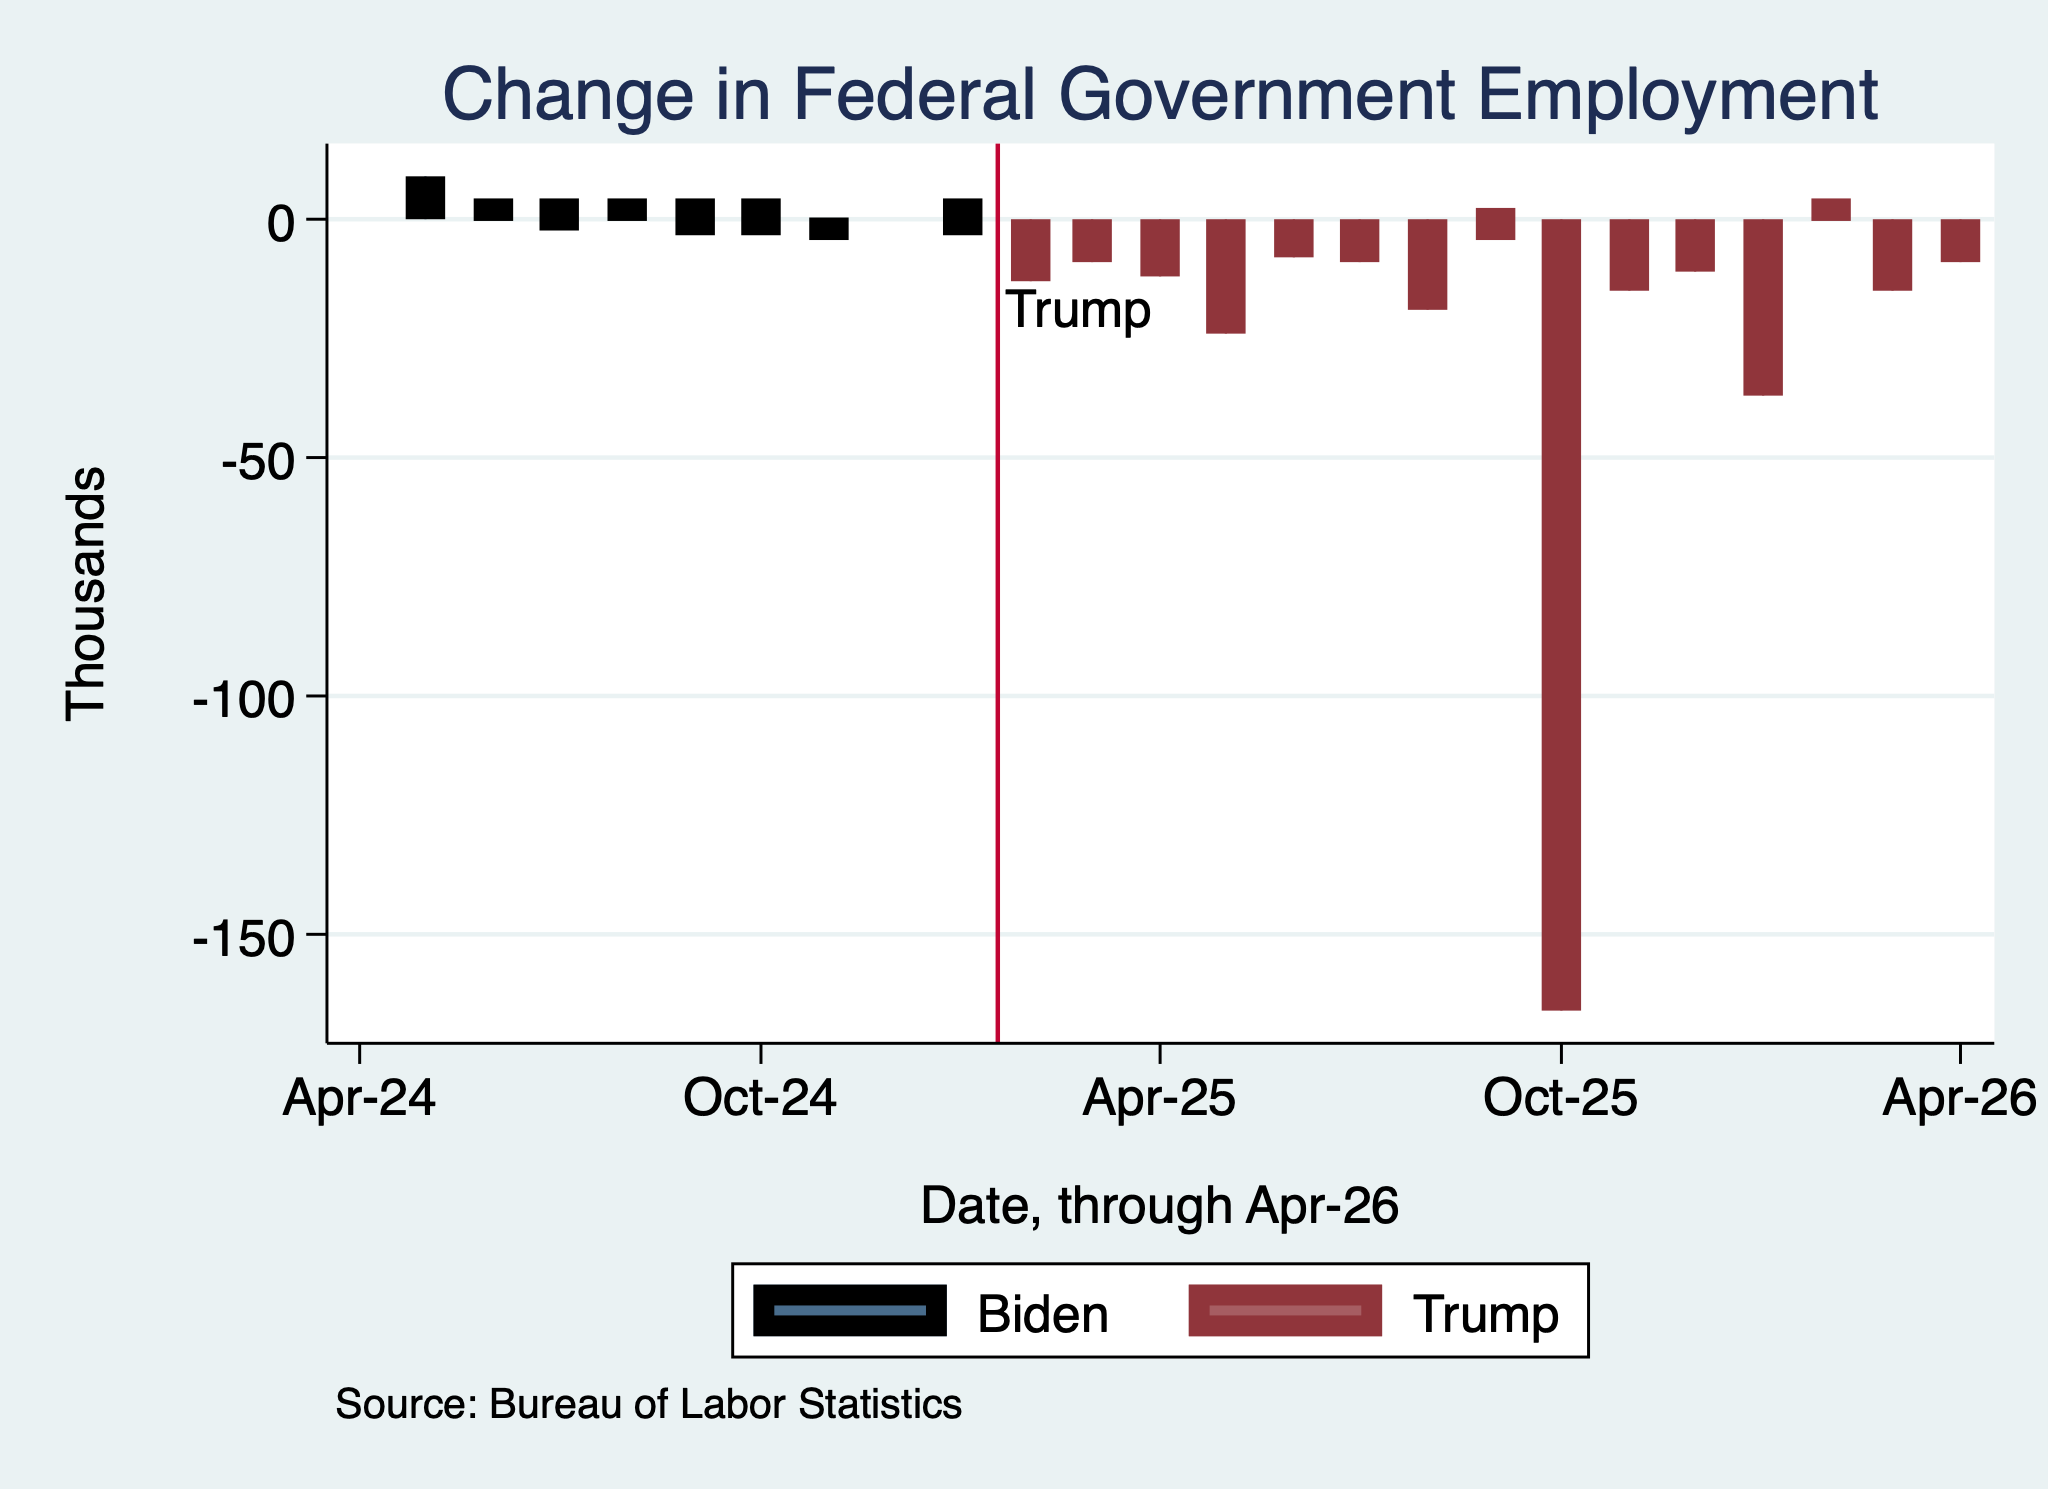 Change in Federal Government Employment
Thousands
0
-50
-100
-150
Trump
Apr-24
Oct-24
Apr-25
Oct-25
Apr-26
Date, through Apr-26
Biden
Trump
Source: Bureau of Labor Statistics